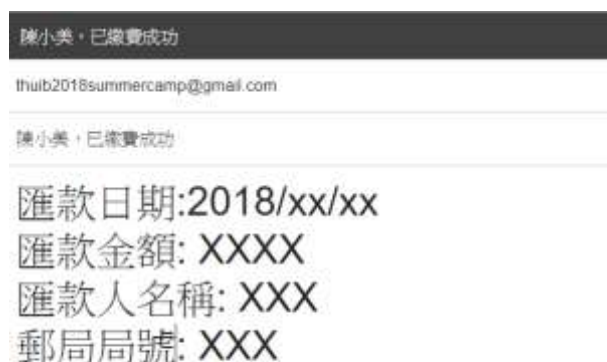 陳小美，已繳費成功
thuib2018summercamp@gmail.com
陳小美，已繳費成功
匯款日期:2018/xx/xx
匯款金額: XXXX
匯款人名稱: XXX
郵局局號: XXX